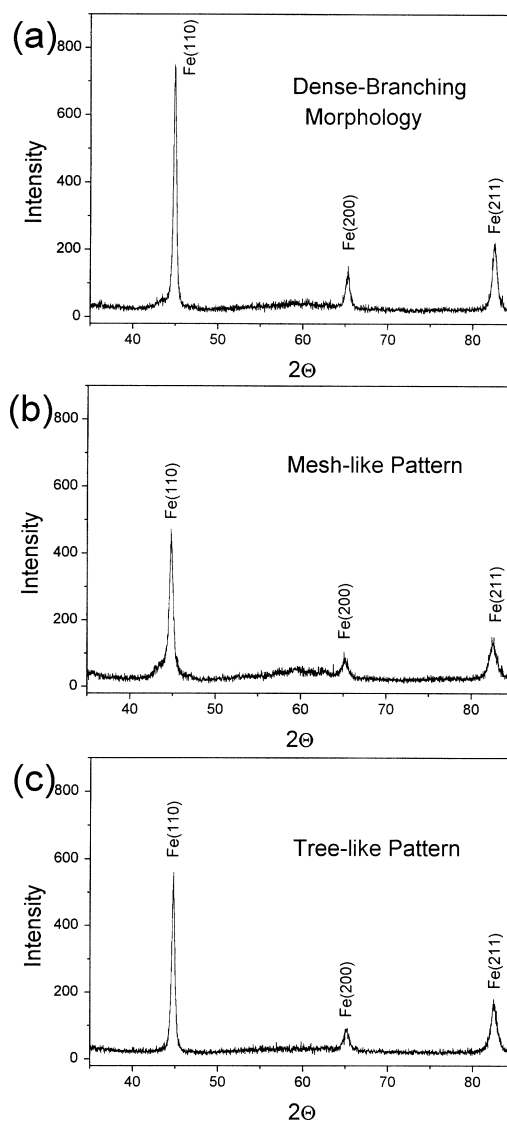 (a)
800
600
400
200
0
Intensity
Fe(110)
Dense-Branching
Morphology
Fe(200)
Fe(211)
40 50 60 70 80
2Θ
(b)
800
600
400
200
0
Intensity
Fe(110)
Mesh-like Pattern
Fe(200)
Fe(211)
40 50 60 70 80
2Θ
(c)
800
600
400
200
0
Intensity
Fe(110)
Tree-like Pattern
Fe(200)
Fe(211)
40 50 60 70 80
2Θ